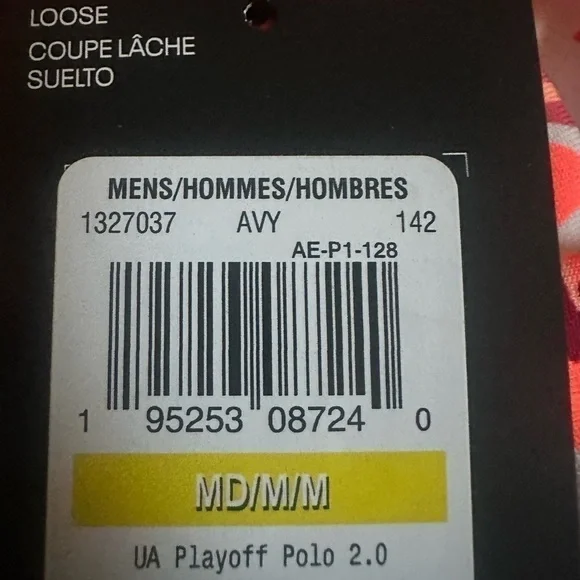 LOOSE
COUPE LÂCHE
SUELTO
MENS/HOMMES/HOMBRES
1327037 AVY 142
AE-P1-128
1 95253 08724 0
MD/M/M
UA Playoff Polo 2.0